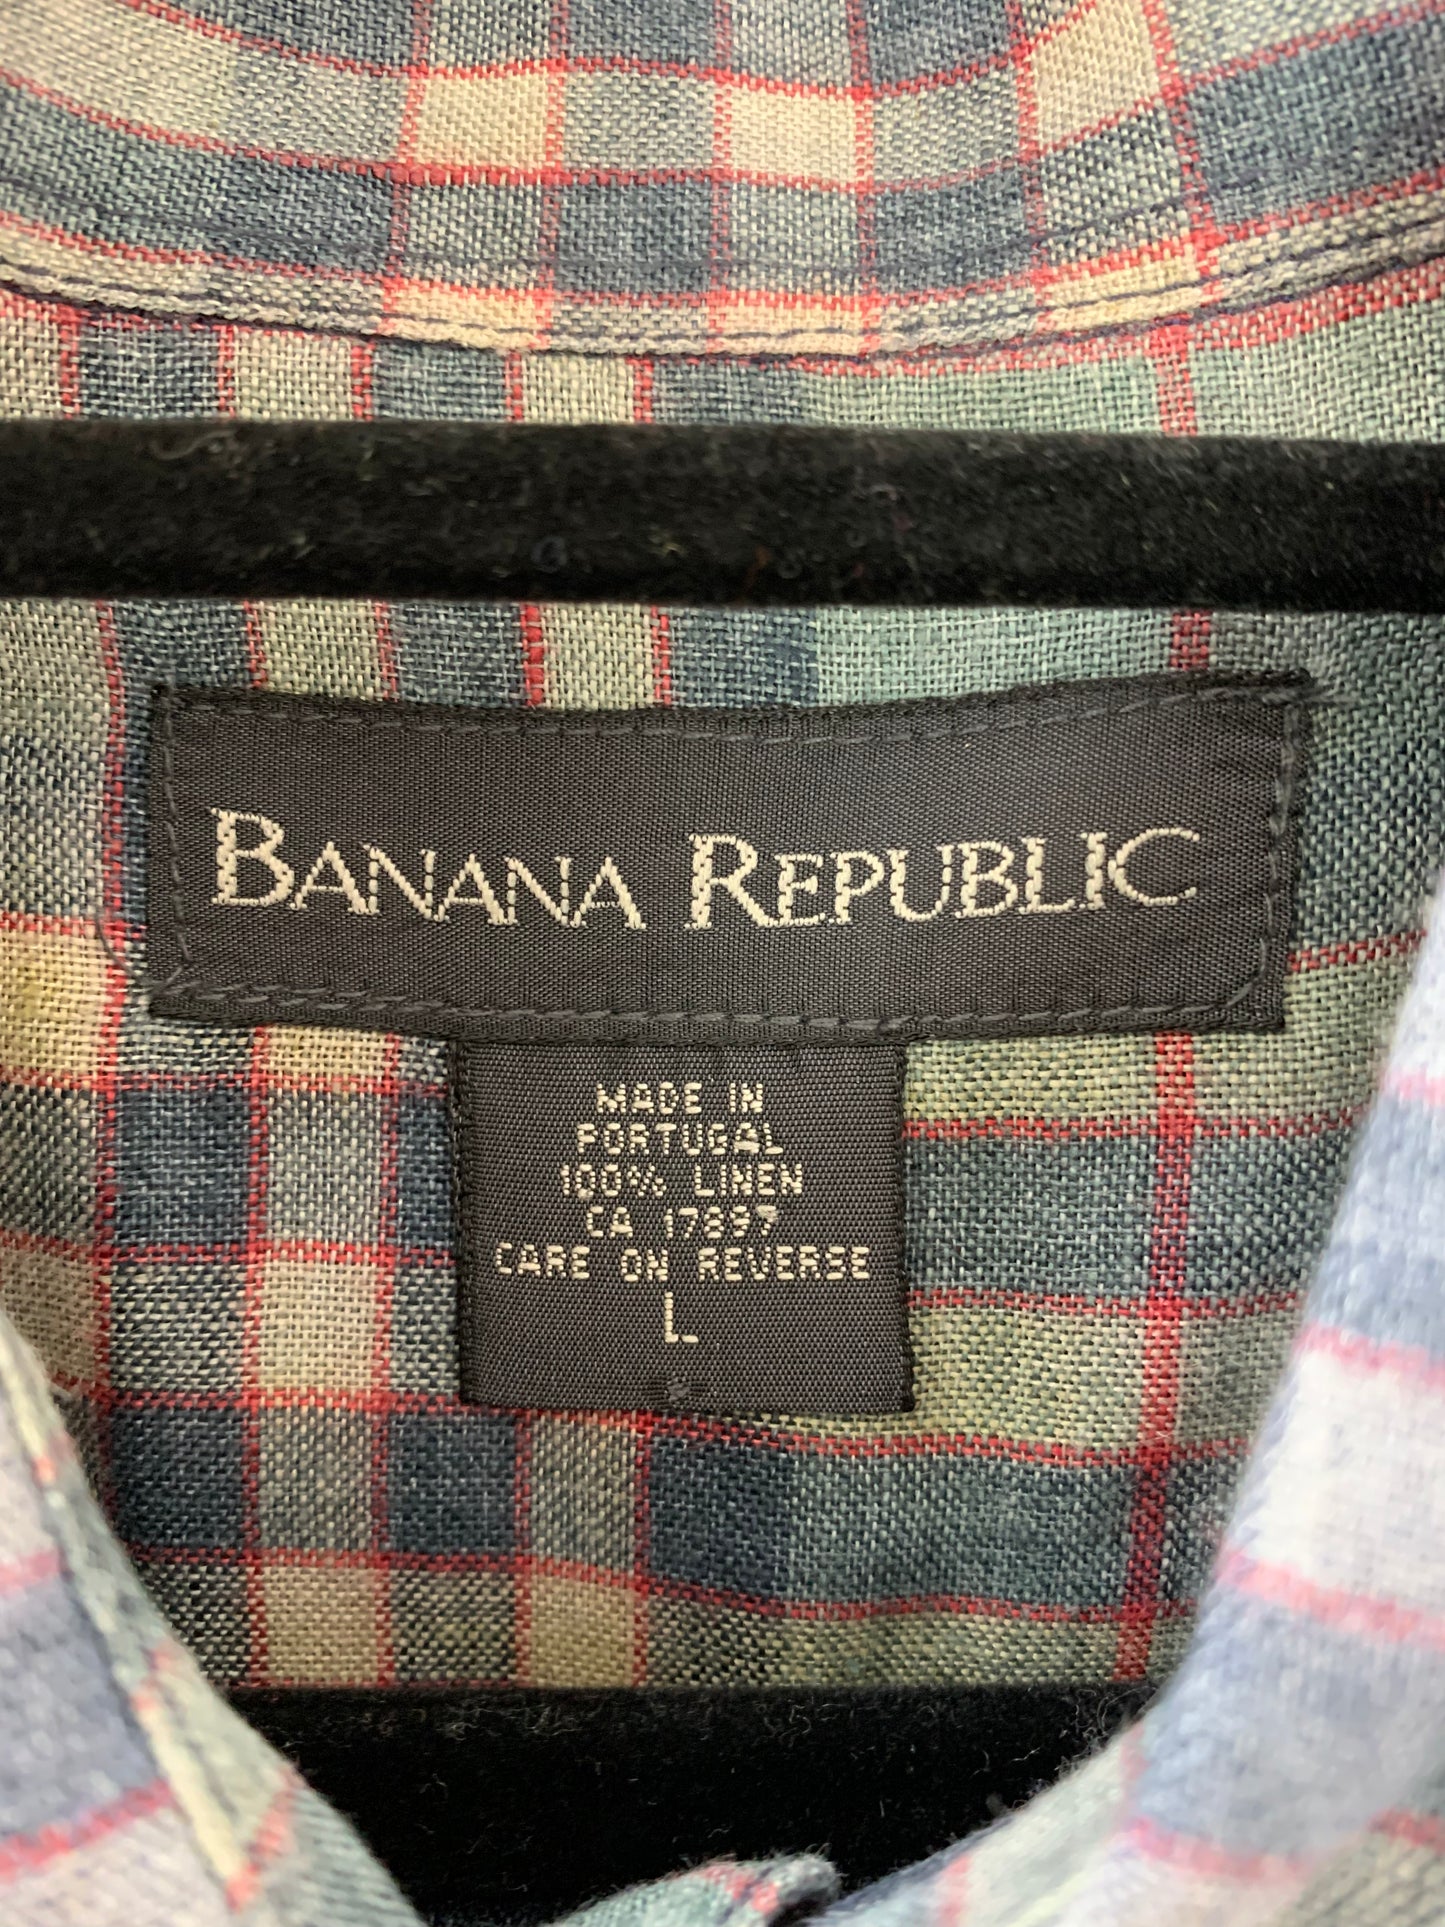 BANANA REPUBLIC
MADE IN
PORTUGAL
100% LINEN
CA 17897
CARE ON REVERSE
L